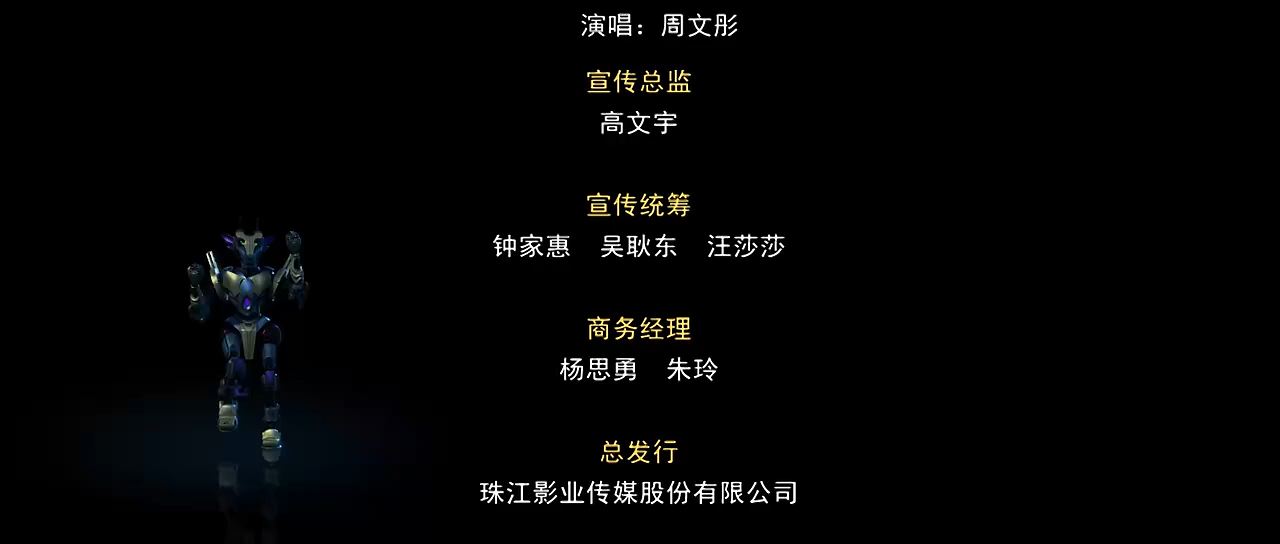 演唱：周文彤
宣传总监
高文宇
宣传统筹
钟家惠 吴耿东 汪莎莎
商务经理
杨思勇 朱玲
总发行
珠江影业传媒股份有限公司